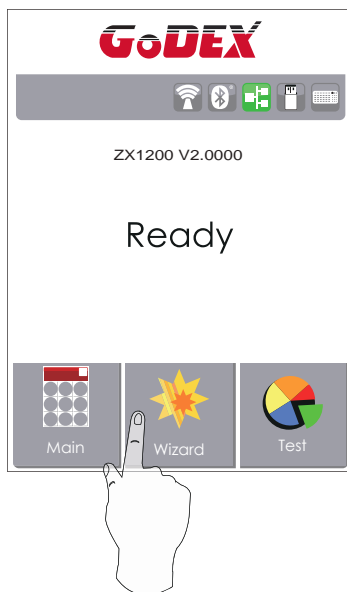 GoDEX
ZX1200 V2.0000
Ready
Main
Wizard
Test